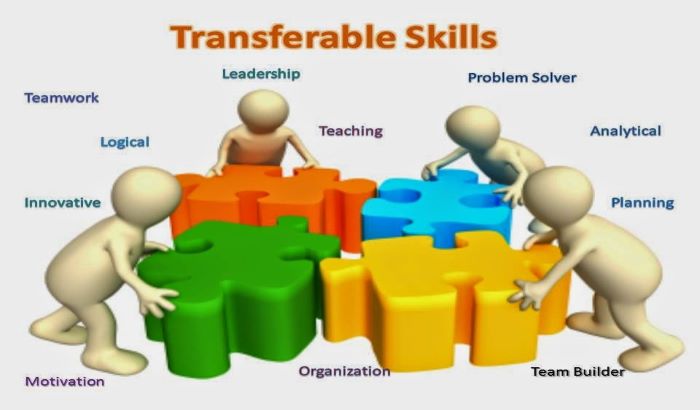 Transferable Skills
Leadership
Problem Solver
Teamwork
Teaching
Analytical
Logical
Innovative
Planning
Organization
Team Builder
Motivation